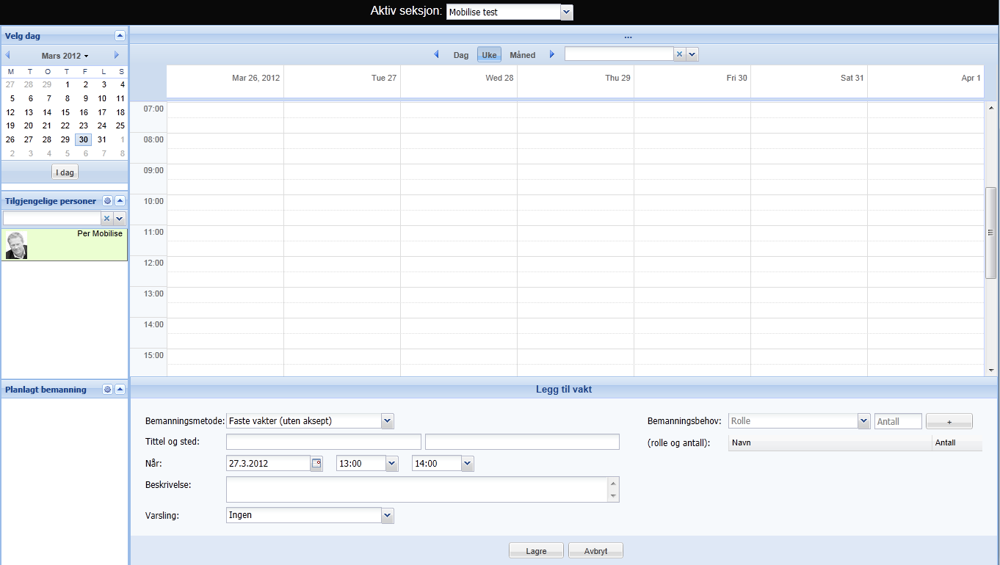 Aktiv seksjon: Mobilise test
Velg dag
...
Mars 2012
Dag Uke Måned
M T O T F L S
27 28 29 1 2 3 4
5 6 7 8 9 10 11
12 13 14 15 16 17 18
19 20 21 22 23 24 25
26 27 28 29 30 31 1
2 3 4 5 6 7 8
I dag
Tilgjengelige personer
Per Mobilise
Planlagt bemanning
Mar 26, 2012 Tue 27 Wed 28 Thu 29 Fri 30 Sat 31 Apr 1
07:00
08:00
09:00
10:00
11:00
12:00
13:00
14:00
15:00
Legg til vakt
Bemanningsmetode: Faste vakter (uten aksept)
Tittel og sted:
Når: 27.3.2012 13:00 14:00
Beskrivelse:
Varsling: Ingen
Bemanningsbehov: Rolle Antall +
(rolle og antall): Navn Antall
Lagre Avbryt